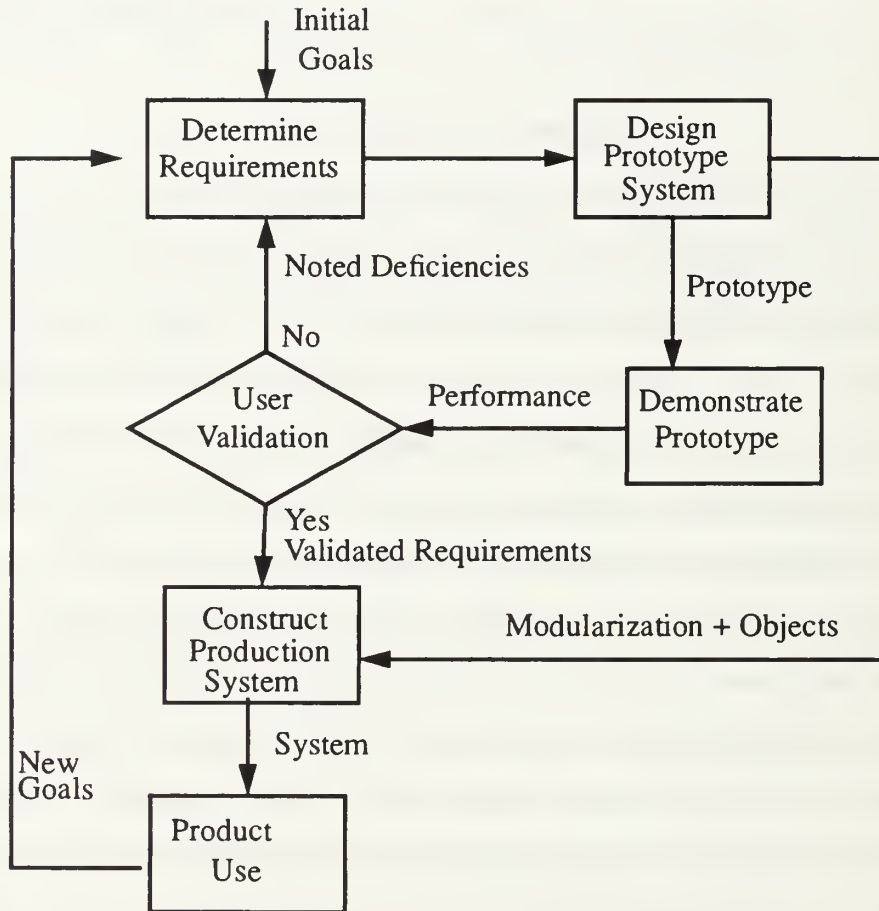 Initial
Goals
Determine
Requirements
Design
Prototype
System
Noted Deficiencies
Prototype
No
User
Validation
Performance
Demonstrate
Prototype
Yes
Validated Requirements
Construct
Production
System
Modularization + Objects
System
New
Goals
Product
Use